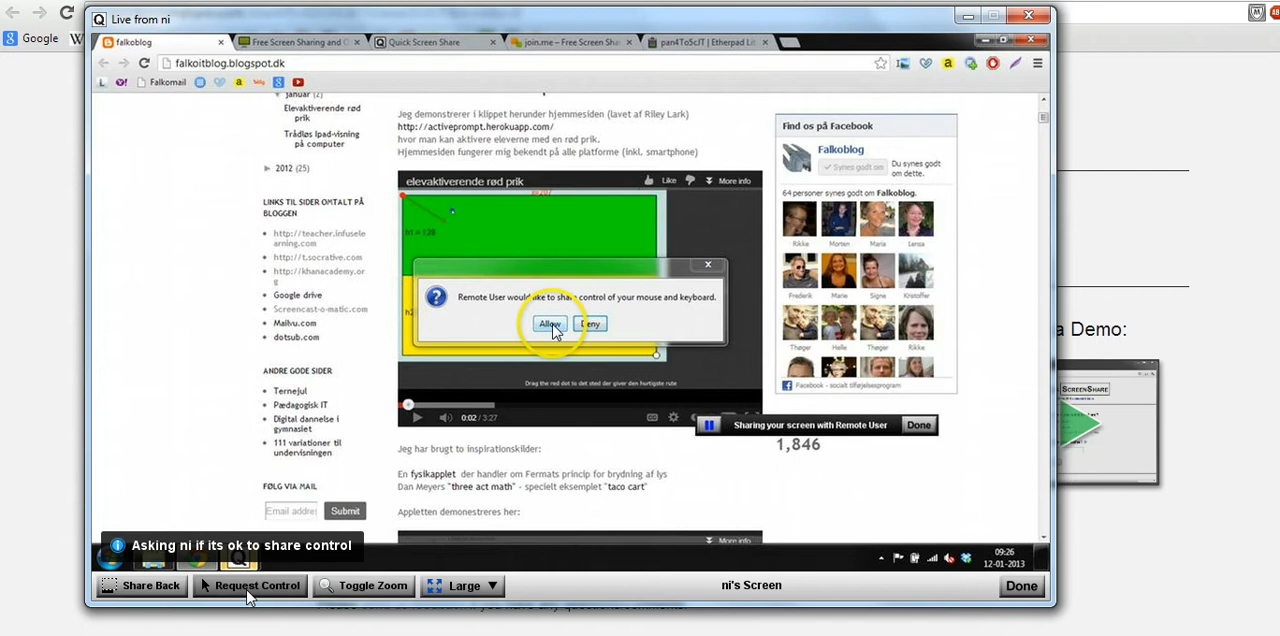 Google
W
Q Live from ni
falkoblog
Free Screen Sharing and O
Quick Screen Share
join.me – Free Screen Sha
pan4To5cJT | Etherpad Lit
falkoitblog.blogspot.dk
Falkomail
januar (2)
Elevaktiverende rød
prik
Trådløs Ipad-visning
på computer
► 2012 (25)
LINKS TIL SIDER OMTALT PÅ
BLOGGEN
http://teacher.infusele
earning.com
http://t.socrative.com
http://khanacademy.or
g
Google drive
Screencast-o-matic.com
Mailvu.com
dotsub.com
ANDRE GODE SIDER
Ternejul
Pædagogisk IT
Digital dannelse i
gymnasiet
111 variationer til
undervisningen
FØLG VIA MAIL
Email addres
Submit
Jeg demonstrerer i klippet herunder hjemmesiden (lavet af Riley Lark)
http://activeprompt.herokuapp.com/
hvor man kan aktivere eleverne med en rød prik.
Hjemmesiden fungerer mig bekendt på alle platforme (inkl. smartphone)
elevaktiverende rød prik
Like
More info
h1 = 128
h2
Remote User would like to share control of your mouse and keyboard.
Allow
Deny
Drag the red dot to det sted der giver den hurtigste rute
0:02 / 3:27
Jeg har brugt to inspirationskilder:
En fysikapplet der handler om Fermats princip for brydning af lys
Dan Meyers "three act math" - specielt eksemplet "taco cart"
Appletten demonestreres her:
More info
Find os på Facebook
Falkoblog
Synes godt om
Du synes godt
om dette.
64 personer synes godt om Falkoblog.
Rikke Morten Maria Lensa
Frederik Marie Signe Kristoffer
Thøger Helle Thøger Rikke
Facebook - socialt tilføjelsesprogram
Sharing your screen with Remote User
Done
1,846
a Demo:
SCREENSHARE
Asking ni if its ok to share control
09:26
12-01-2013
Share Back
Request Control
Toggle Zoom
Large ▼
ni's Screen
Done